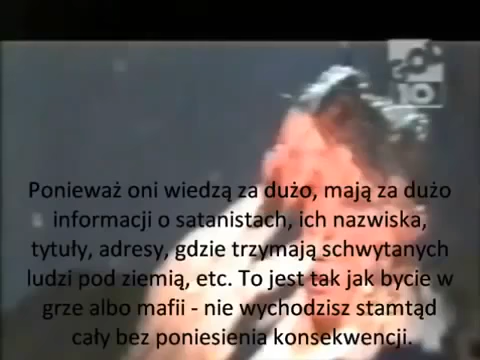 10
Ponieważ oni wiedzą za dużo, mają za dużo
informacji o satanistach, ich nazwiska,
tytuły, adresy, gdzie trzymają schwytanych
ludzi pod ziemią, etc. To jest tak jak bycie w
grze albo mafii - nie wychodzisz stamtąd
cały bez poniesienia konsekwencji.